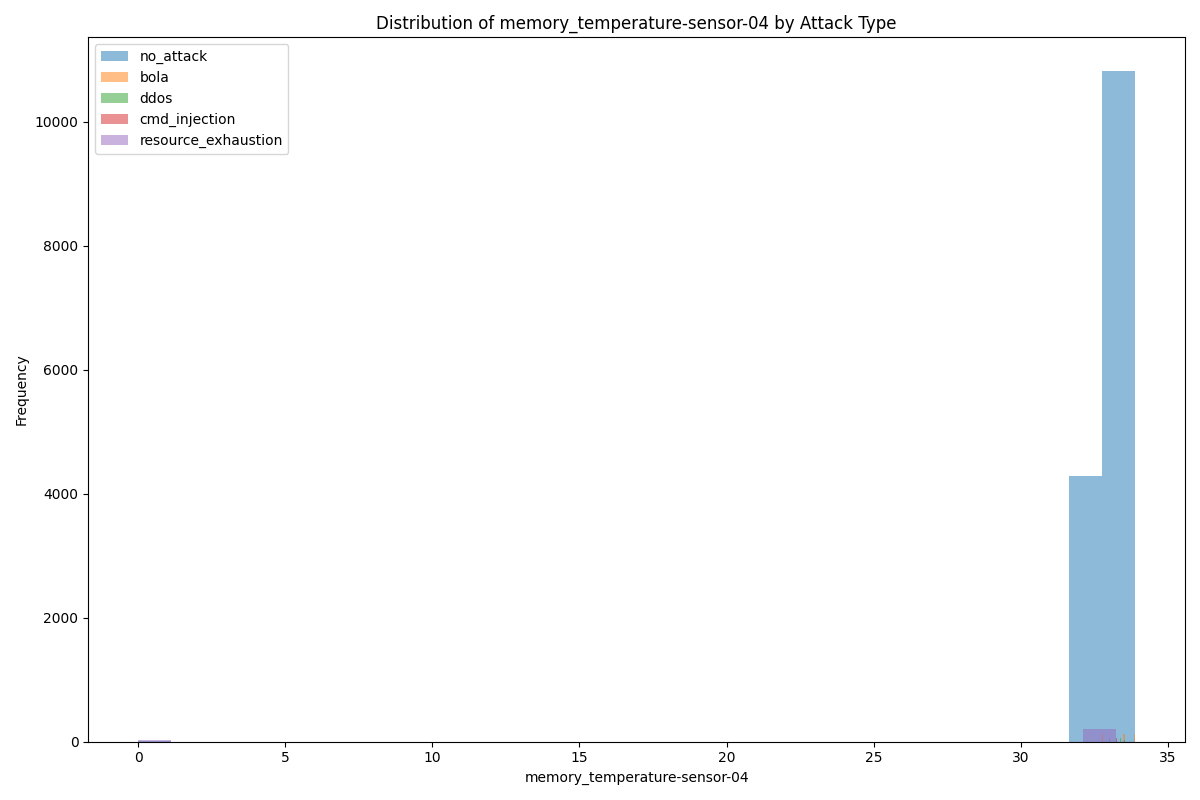 Distribution of memory_temperature-sensor-04 by Attack Type
no_attack
bola
ddos
cmd_injection
resource_exhaustion
Frequency
10000
8000
6000
4000
2000
0
0 5 10 15 20 25 30 35
memory_temperature-sensor-04